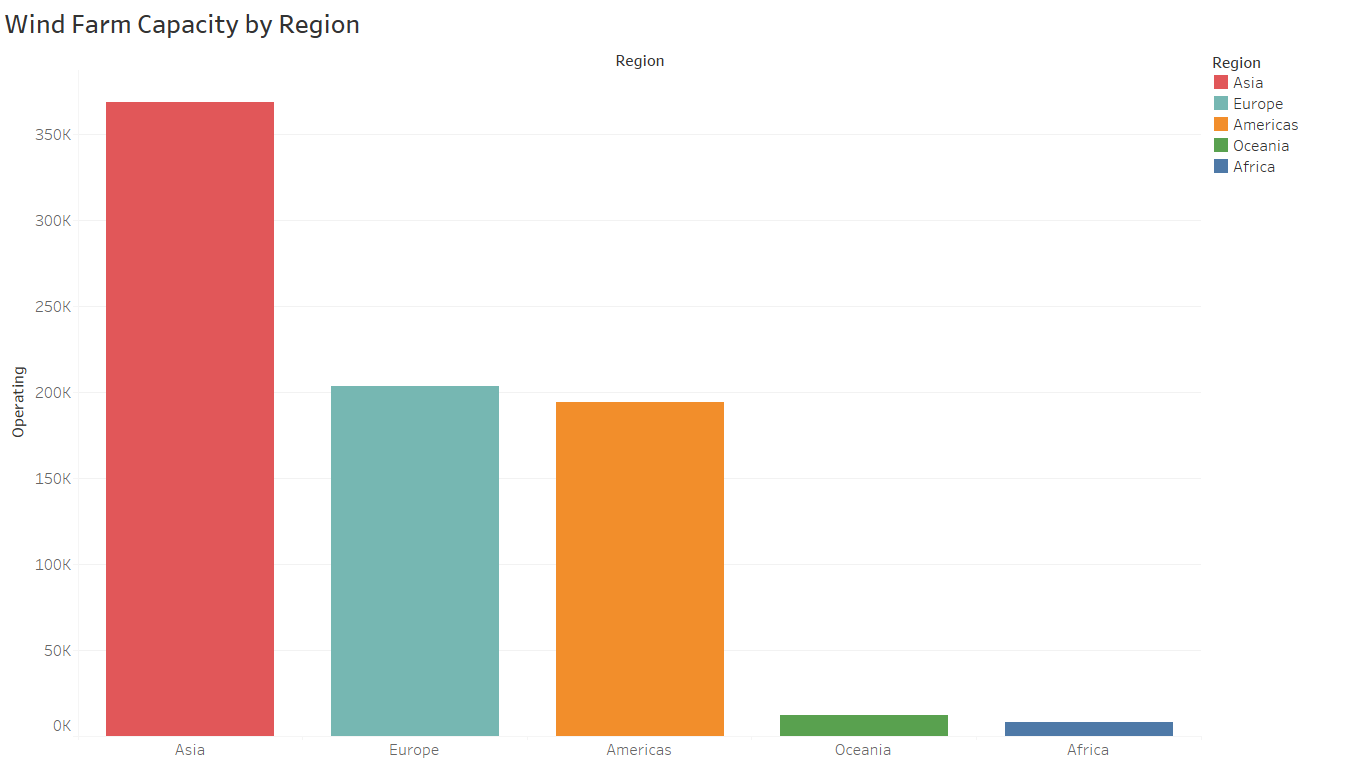 Wind Farm Capacity by Region
Region
Region
Asia
Europe
Americas
Oceania
Africa
Operating
350K
300K
250K
200K
150K
100K
50K
0K
Asia
Europe
Americas
Oceania
Africa